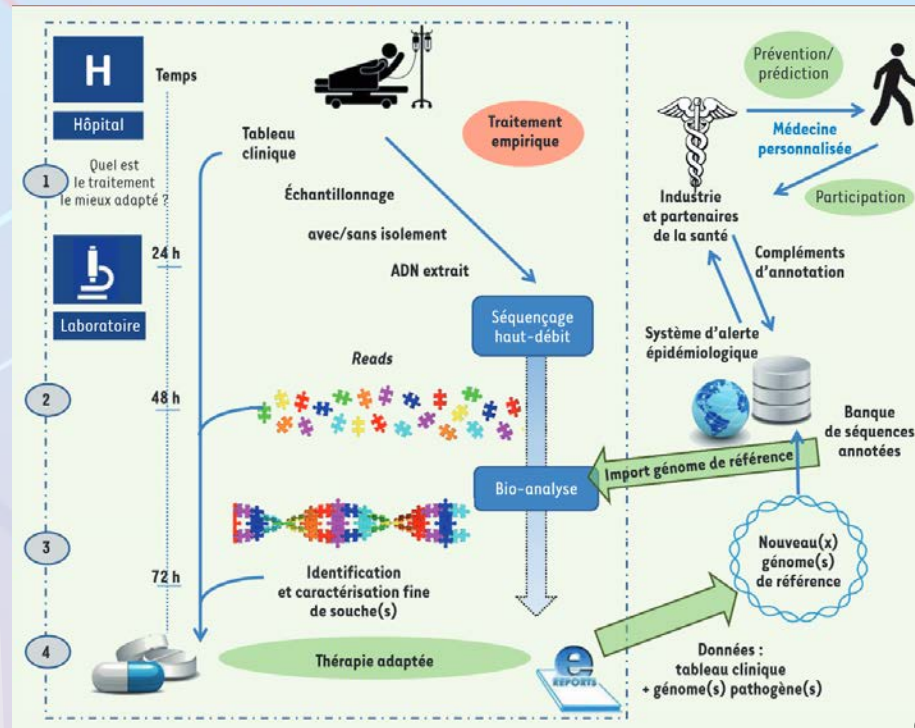 H
Hôpital
Temps
Tableau
clinique
Traitement
empirique
1
Quel est
le traitement
le mieux adapté ?
Échantillonnage
avec/sans isolement
ADN extrait
24 h
Laboratoire
Séquençage
haut-débit
Reads
2
48 h
Bio-analyse
3
72 h
Identification
et caractérisation fine
de souche(s)
4
Thérapie adaptée
e
REPORTS
Prévention/
prédiction
Médecine
personnalisée
Participation
Industrie
et partenaires
de la santé
Compléments
d'annotation
Système d'alerte
épidémiologique
Banque
de séquences
annotées
Import génome de référence
Nouveau(x)
génome(s)
de référence
Données :
tableau clinique
+ génome(s) pathogène(s)